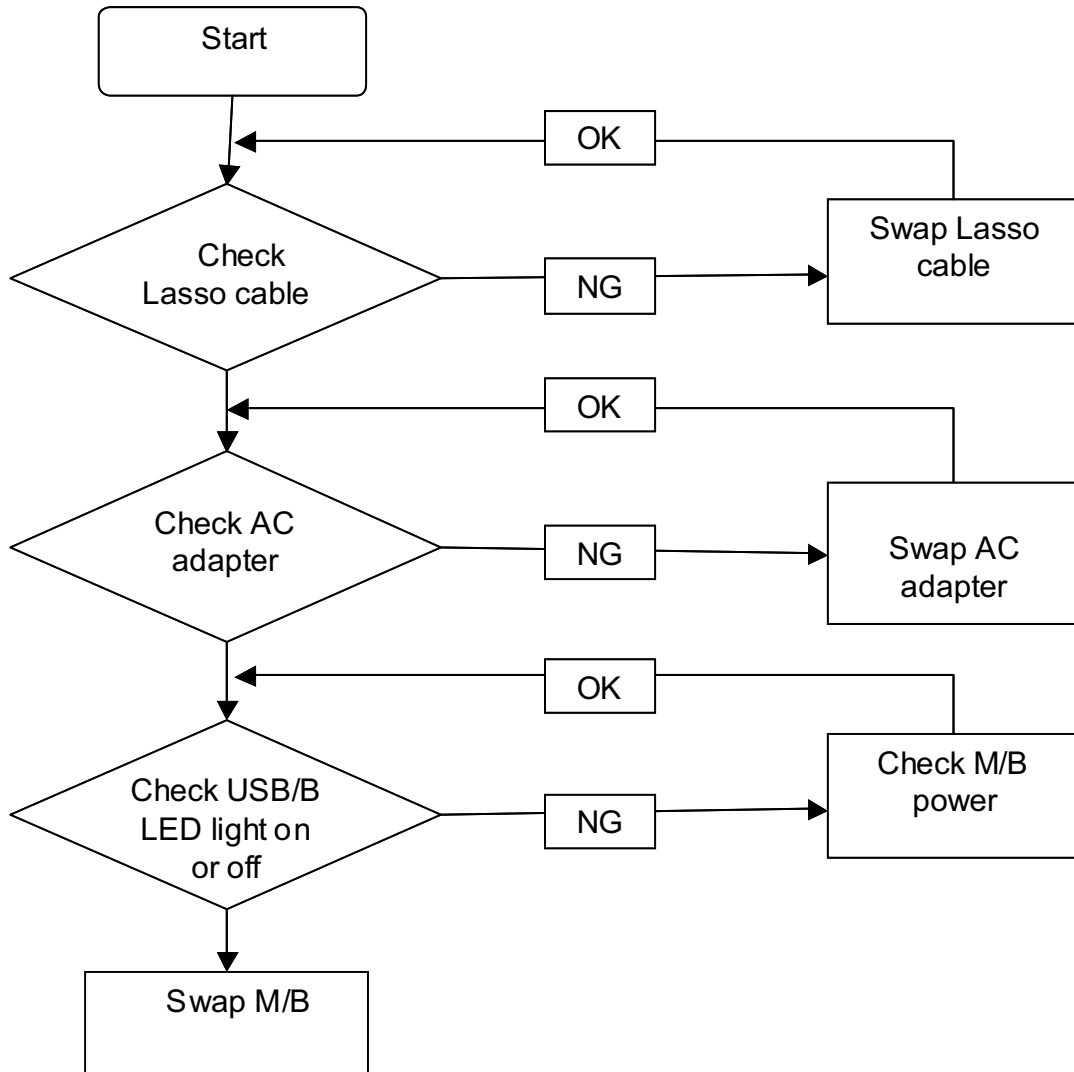 Start
OK
Check
Lasso cable
NG
Swap Lasso
cable
OK
Check AC
adapter
NG
Swap AC
adapter
OK
Check USB/B
LED light on
or off
NG
Check M/B
power
Swap M/B